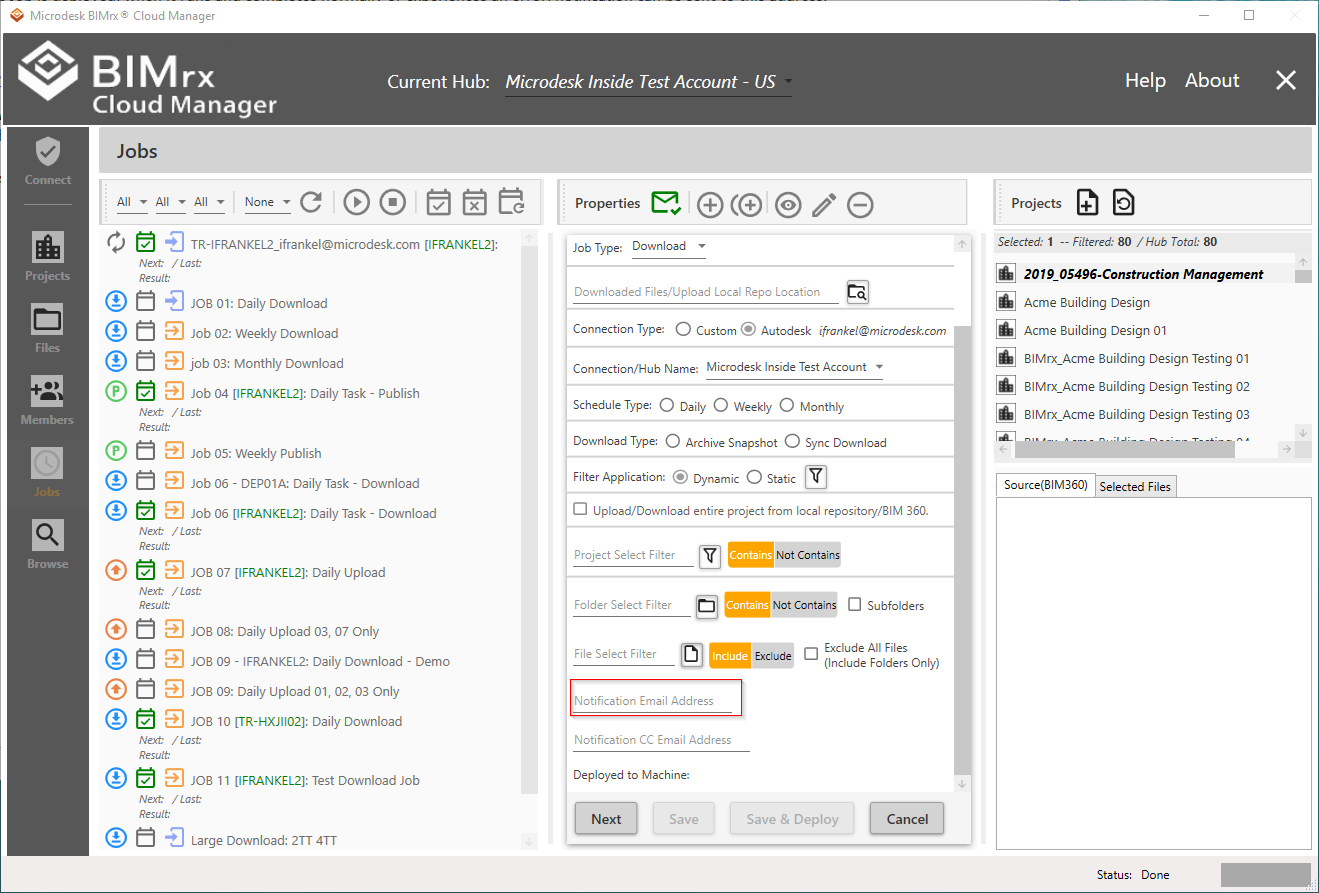 Microdesk BIMrx® Cloud Manager
BIMrx
Cloud Manager
Current Hub: Microdesk Inside Test Account - US
Help About
Connect
Projects
Files
Members
Jobs
Browse
Jobs
All All All None
TR-IFRANKEL2_ifrankel@microdesk.com [IFRANKEL2]:
Next: / Last:
Result:
JOB 01: Daily Download
Job 02: Weekly Download
job 03: Monthly Download
Job 04 [IFRANKEL2]: Daily Task - Publish
Next: / Last:
Result:
Job 05: Weekly Publish
Job 06 - DEP01A: Daily Task - Download
Job 06 [IFRANKEL2]: Daily Task - Download
Next: / Last:
Result:
JOB 07 [IFRANKEL2]: Daily Upload
Next: / Last:
Result:
JOB 08: Daily Upload 03, 07 Only
JOB 09 - IFRANKEL2: Daily Download - Demo
JOB 09: Daily Upload 01, 02, 03 Only
JOB 10 [TR-HXJII02]: Daily Download
Next: / Last:
Result:
JOB 11 [IFRANKEL2]: Test Download Job
Next: / Last:
Result:
Large Download: 2TT 4TT
Properties
Job Type: Download
Downloaded Files/Upload Local Repo Location
Connection Type: Custom Autodesk ifrankel@microdesk.com
Connection/Hub Name: Microdesk Inside Test Account
Schedule Type: Daily Weekly Monthly
Download Type: Archive Snapshot Sync Download
Filter Application: Dynamic Static
Upload/Download entire project from local repository/BIM 360.
Project Select Filter Contains Not Contains
Folder Select Filter Contains Not Contains Subfolders
File Select Filter Include Exclude Exclude All Files
(Include Folders Only)
Notification Email Address
Notification CC Email Address
Deployed to Machine:
Next Save Save & Deploy Cancel
Projects
Selected: 1 -- Filtered: 80 / Hub Total: 80
2019_05496-Construction Management
Acme Building Design
Acme Building Design 01
BIMrx_Acme Building Design Testing 01
BIMrx_Acme Building Design Testing 02
BIMrx_Acme Building Design Testing 03
BIMrx_Acme Building Design Testing 04
Source(BIM360) Selected Files
Status: Done